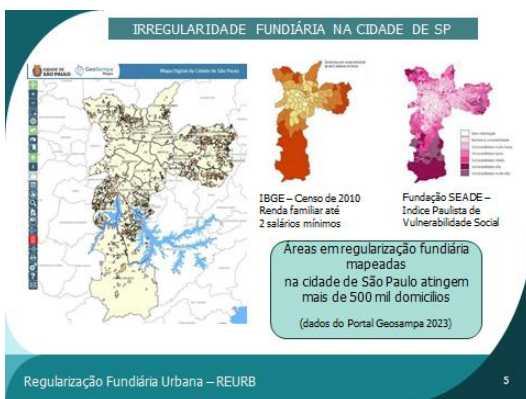 IRREGULARIDADE FUNDIÁRIA NA CIDADE DE SP
CIDADE DE
SÃO PAULO
GeoSampa
Mapa
Mapa Digital da Cidade de São Paulo
IBGE – Censo de 2010
Renda familiar até
2 salários mínimos
Fundação SEADE –
Indice Paulista de
Vulnerabilidade Social
Áreas em regularização fundiária
mapeadas
na cidade de São Paulo atingem
mais de 500 mil domicilios
(dados do Portal Geosampa 2023)
Regularização Fundiária Urbana – REURB
5